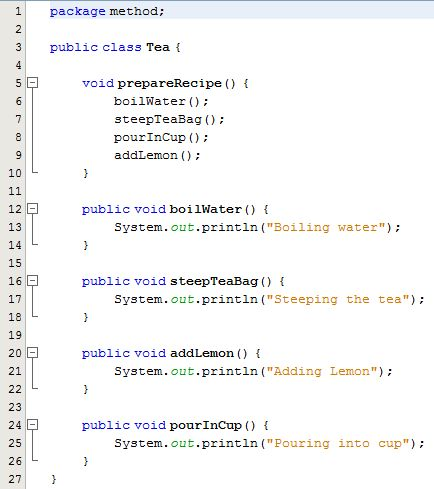 1 package method;
2
3 public class Tea {
4
5 void prepareRecipe() {
6 boilWater();
7 steepTeaBag();
8 pourInCup();
9 addLemon();
10 }
11
12 public void boilWater() {
13 System.out.println("Boiling water");
14 }
15
16 public void steepTeaBag() {
17 System.out.println("Steeping the tea");
18 }
19
20 public void addLemon() {
21 System.out.println("Adding Lemon");
22 }
23
24 public void pourInCup() {
25 System.out.println("Pouring into cup");
26 }
27 }